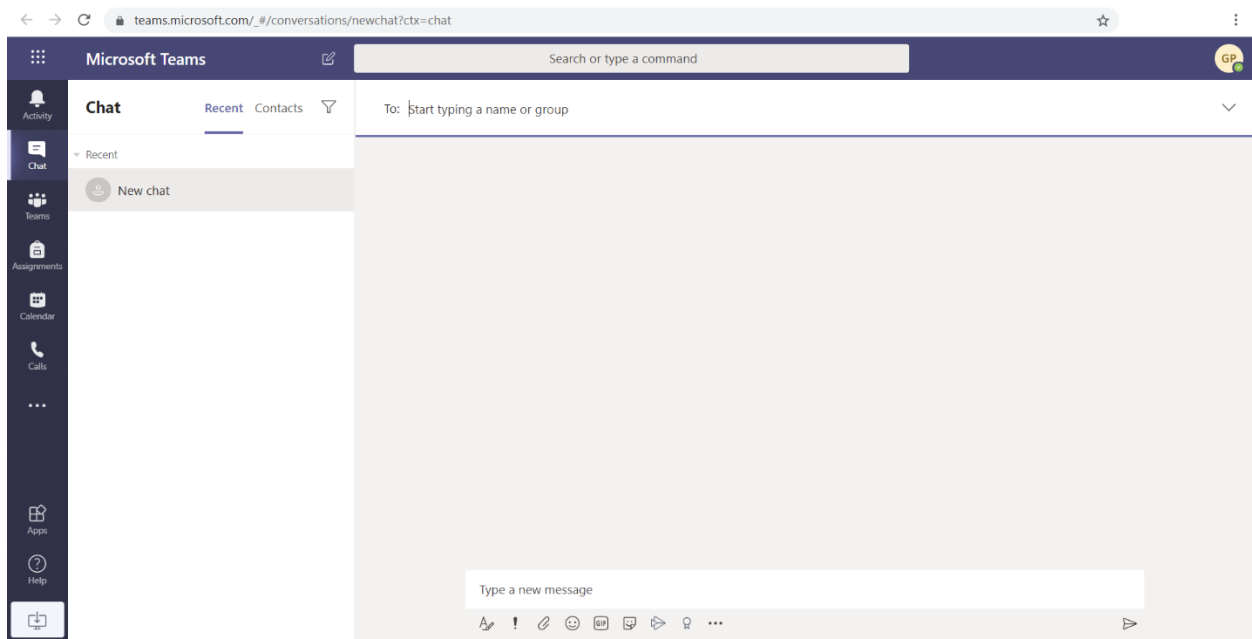 teams.microsoft.com/_#/conversations/newchat?ctx=chat
Microsoft Teams
Search or type a command
GP
Activity
Chat
Teams
Assignments
Calendar
Calls
Apps
Help
Chat
Recent
Contacts
Recent
New chat
To: Start typing a name or group
Type a new message
GIF